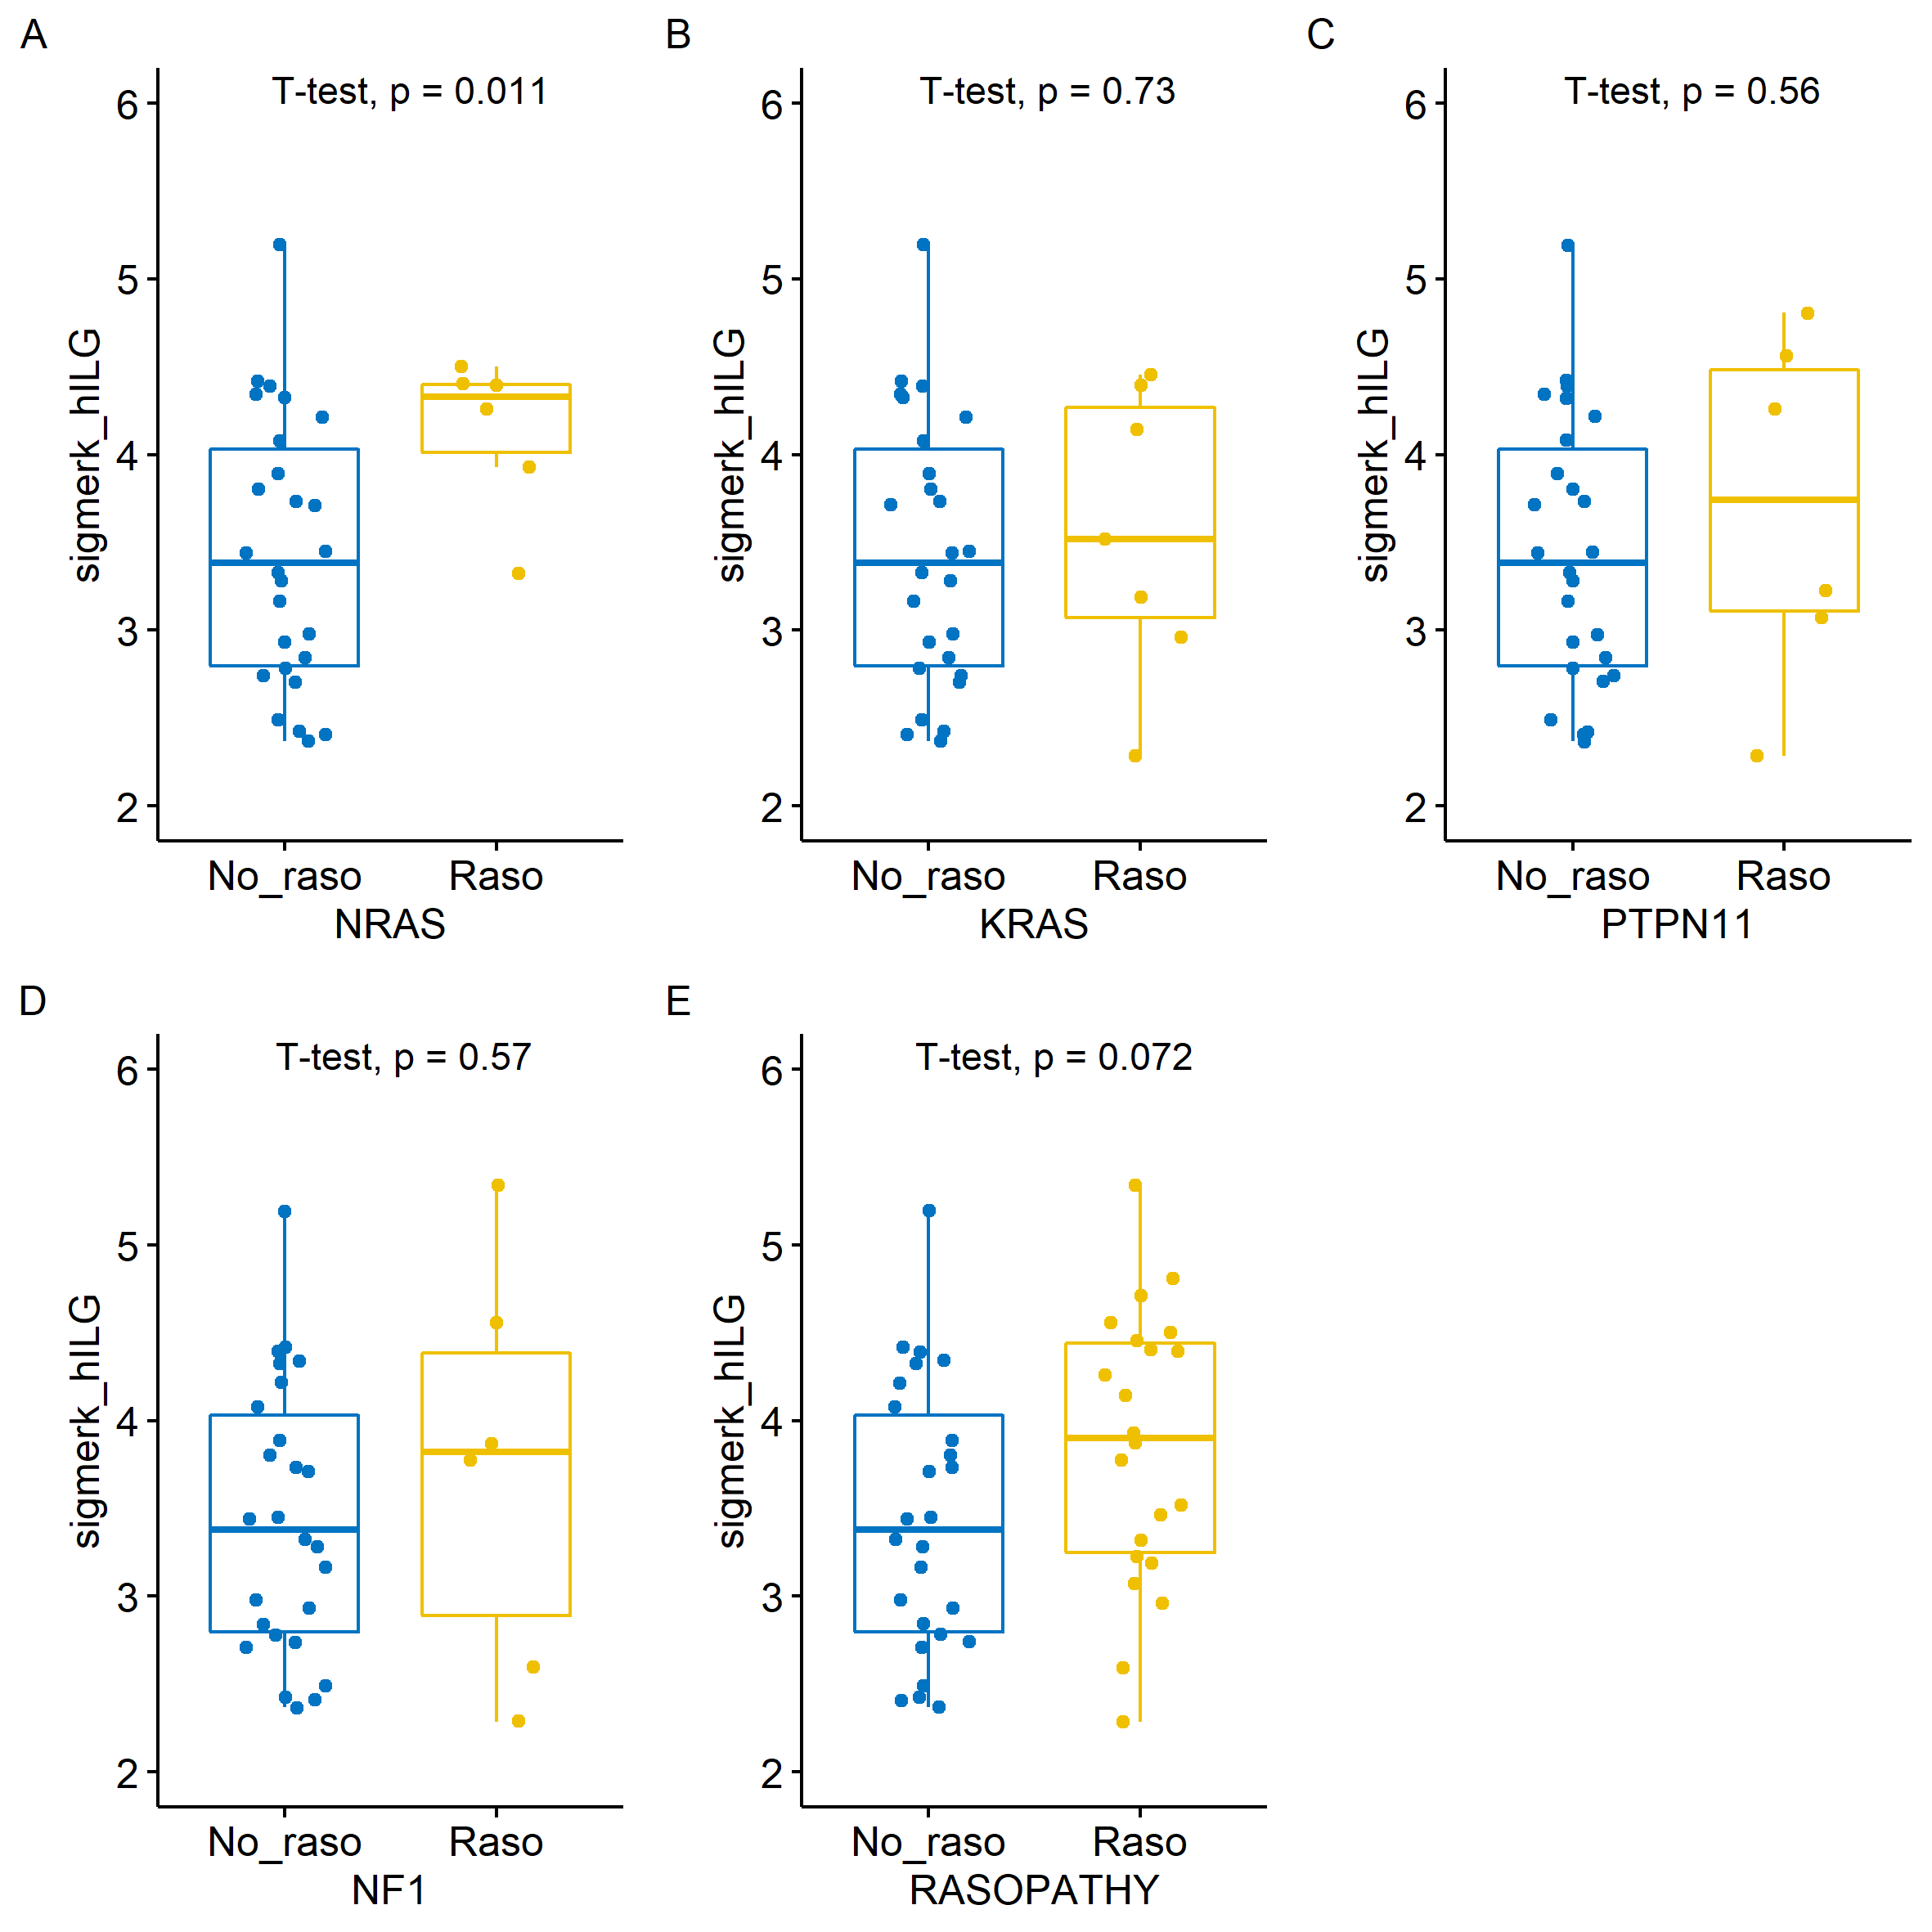 A
T-test, p = 0.011
6
5
4
3
2
sigmerk_hILG
No_raso Raso
NRAS
B
T-test, p = 0.73
6
5
4
3
2
sigmerk_hILG
No_raso Raso
KRAS
C
T-test, p = 0.56
6
5
4
3
2
sigmerk_hILG
No_raso Raso
PTPN11
D
T-test, p = 0.57
6
5
4
3
2
sigmerk_hILG
No_raso Raso
NF1
E
T-test, p = 0.072
6
5
4
3
2
sigmerk_hILG
No_raso Raso
RASOPATHY